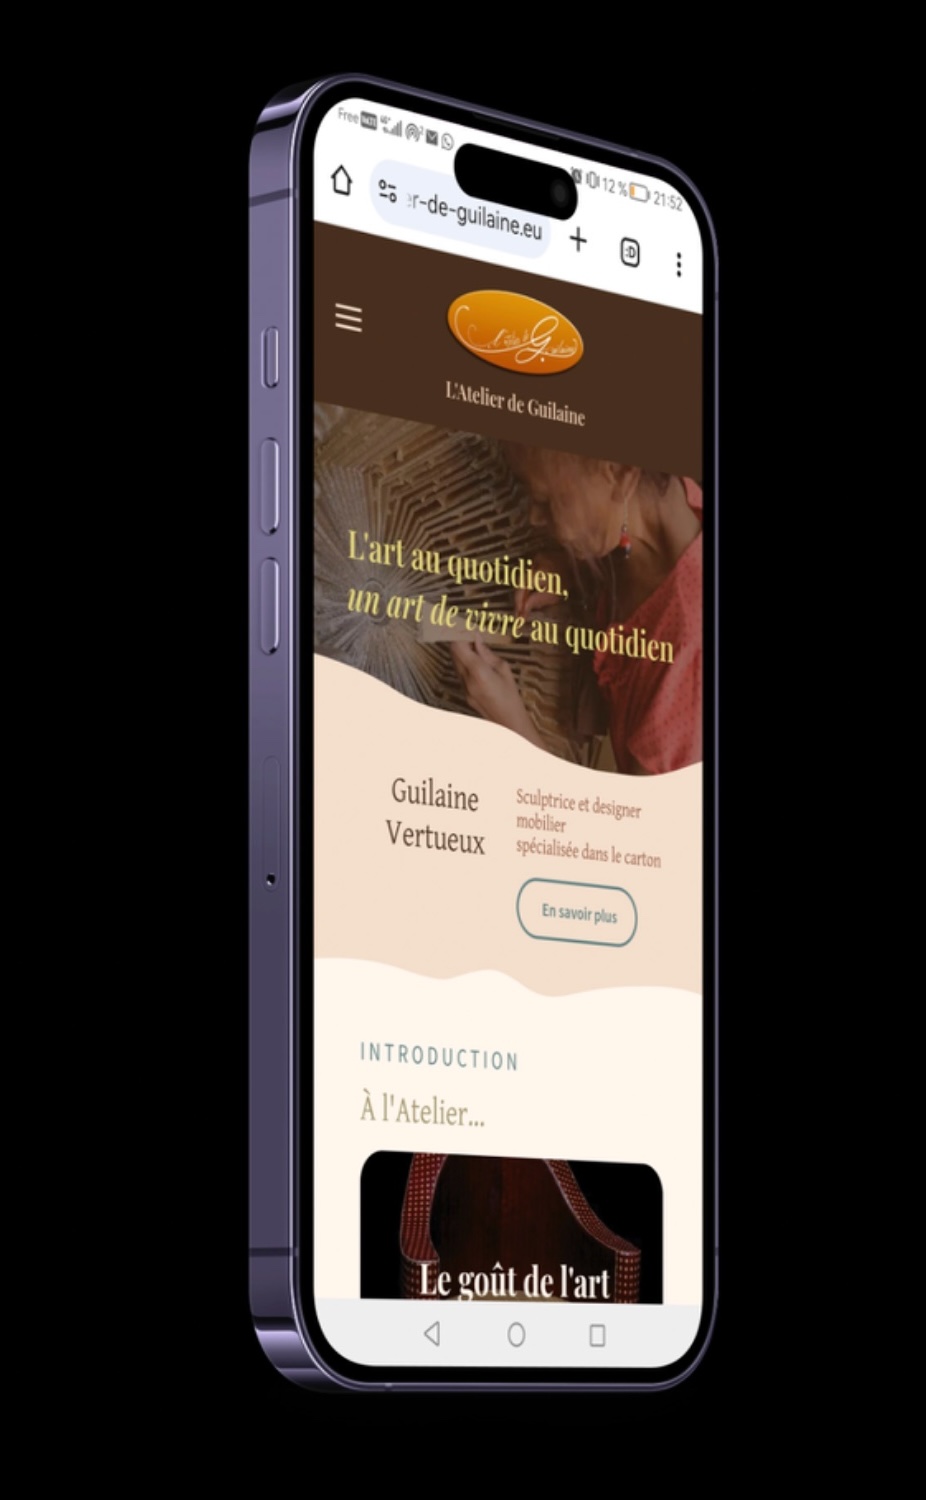 Free
12 % 21:52
r-de-guilaine.eu
:D
L'Atelier de Guilaine
L'art au quotidien,
un art de vivre au quotidien
Guilaine
Vertueux
Sculptrice et designer
mobilier
spécialisée dans le carton
En savoir plus
INTRODUCTION
À l'Atelier...
Le goût de l'art